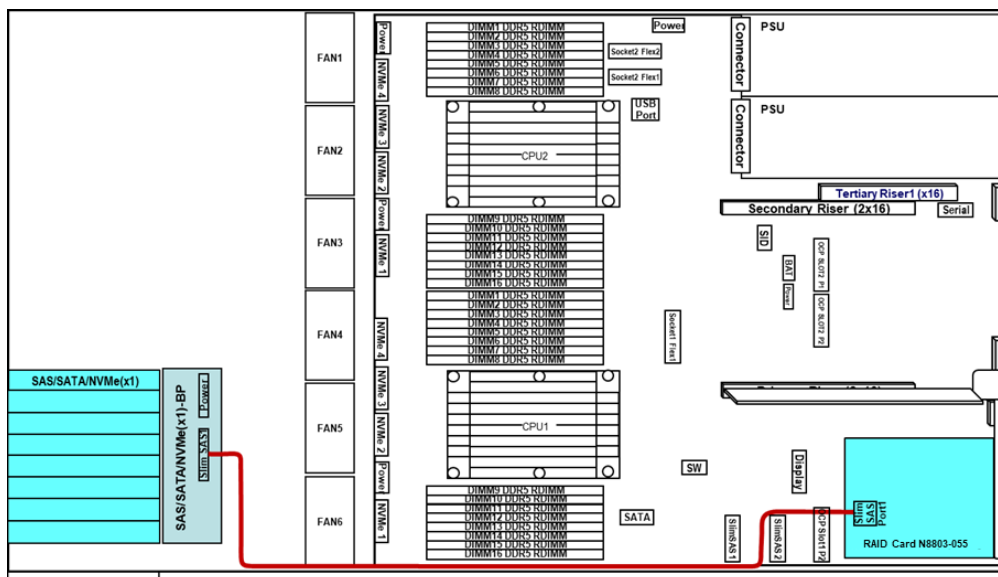 FAN1
FAN2
FAN3
FAN4
FAN5
FAN6
Power
NVMe 4
NVMe 3
NVMe 2
Power
NVMe 1
NVMe 4
NVMe 3
NVMe 2
Power
NVMe 1
DIMM1 DDR5 RDIMM
DIMM2 DDR5 RDIMM
DIMM3 DDR5 RDIMM
DIMM4 DDR5 RDIMM
DIMM5 DDR5 RDIMM
DIMM6 DDR5 RDIMM
DIMM7 DDR5 RDIMM
DIMM8 DDR5 RDIMM
CPU2
DIMM9 DDR5 RDIMM
DIMM10 DDR5 RDIMM
DIMM11 DDR5 RDIMM
DIMM12 DDR5 RDIMM
DIMM13 DDR5 RDIMM
DIMM14 DDR5 RDIMM
DIMM15 DDR5 RDIMM
DIMM16 DDR5 RDIMM
DIMM1 DDR5 RDIMM
DIMM2 DDR5 RDIMM
DIMM3 DDR5 RDIMM
DIMM4 DDR5 RDIMM
DIMM5 DDR5 RDIMM
DIMM6 DDR5 RDIMM
DIMM7 DDR5 RDIMM
DIMM8 DDR5 RDIMM
CPU1
DIMM9 DDR5 RDIMM
DIMM10 DDR5 RDIMM
DIMM11 DDR5 RDIMM
DIMM12 DDR5 RDIMM
DIMM13 DDR5 RDIMM
DIMM14 DDR5 RDIMM
DIMM15 DDR5 RDIMM
DIMM16 DDR5 RDIMM
Power
Socket2 Flex2
Socket2 Flex1
USB
Port
Connector
PSU
Connector
PSU
Tertiary Riser1 (x16)
Secondary Riser (2x16)
Serial
SID
BAT
Power
OCP SLOT2 P1
OCP SLOT2 P2
Socket1 Flex1
SW
Display
SATA
SlimSAS1
SlimSAS2
OCPSlot1 P2
Slim
SAS
Port1
RAID Card N8803-055
SAS/SATA/NVMe(x1)
SAS/SATA/NVMe(x1)-BP
Power
Slim SAS1